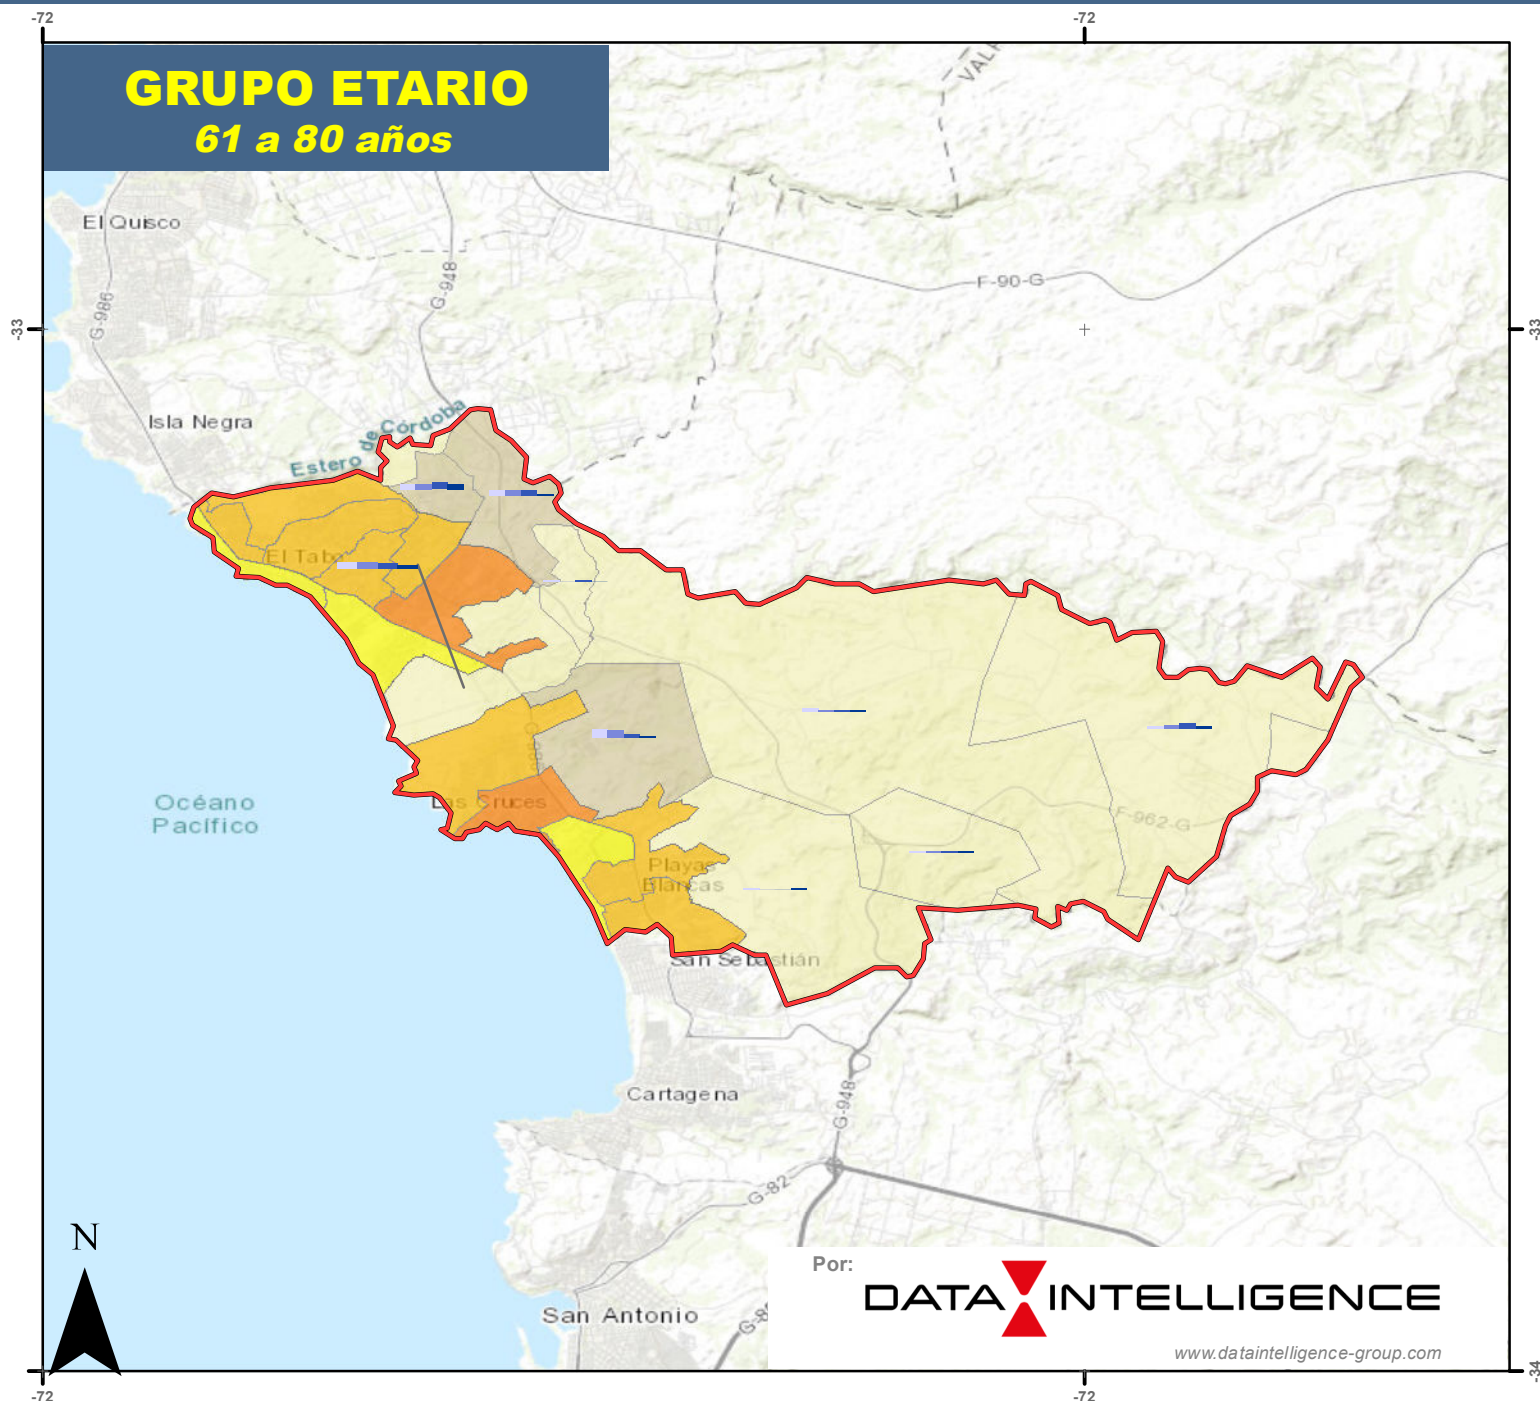 -72
-72
GRUPO ETARIO
61 a 80 años
El Quisco
G-986
G-948
F-90-G
-33
-33
Isla Negra
Estero de Córdoba
El Tabo
Las Cruces
F-962-G
Océano
Pacífico
Playas
Blancas
San Sebastián
Cartagena
G-948
G-82
N
San Antonio
Por:
DATA INTELLIGENCE
www.dataintelligence-group.com
-34
-72
-72